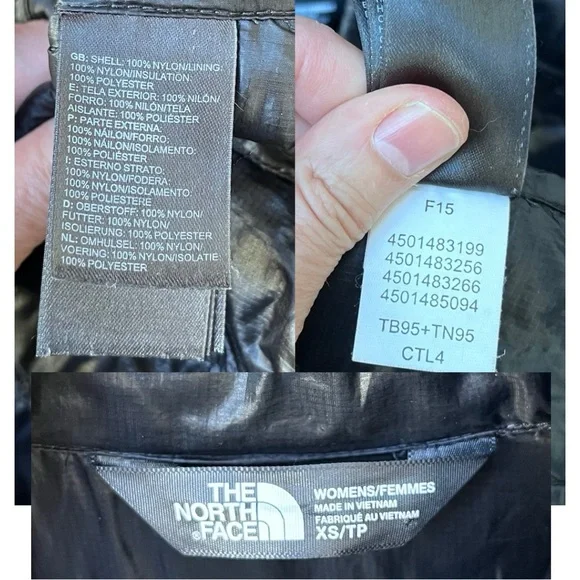 GB: SHELL: 100% NYLON/LINING:
100% NYLON/INSULATION:
100% POLYESTER
E: TELA EXTERIOR: 100% NILÓN/
FORRO: 100% NILÓN/TELA
AISLANTE: 100% POLIÉSTER
P: PARTE EXTERNA:
100% NÁILON/FORRO:
100% NÁILON/ISOLAMENTO:
100% POLIÉSTER
I: ESTERNO STRATO:
100% NYLON/FODERA:
100% NYLON/ISOLAMENTO:
100% POLIESTERE
D: OBERSTOFF: 100% NYLON/
FUTTER: 100% NYLON/
ISOLIERUNG: 100% POLYESTER
NL: OMHULSEL: 100% NYLON/
VOERING: 100% NYLON/ISOLATIE
100% POLYESTER
F15
4501483199
4501483256
4501483266
4501485094
TB95+TN95
CTL4
THE
NORTH
FACE
WOMENS/FEMMES
MADE IN VIETNAM
FABRIQUÉ AU VIETNAM
XS/TP